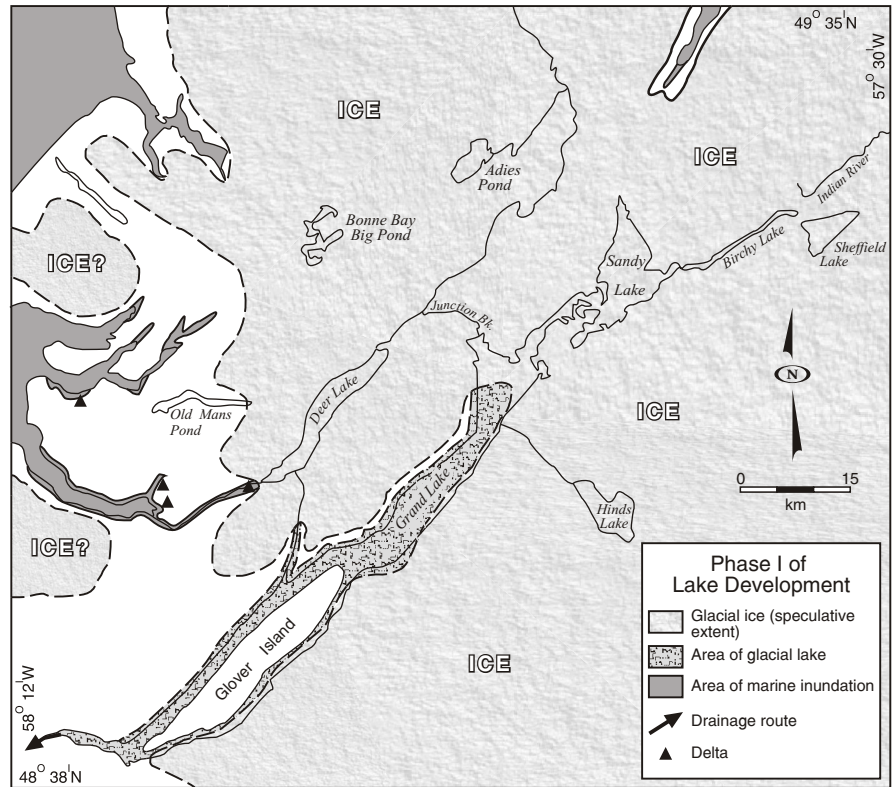 49° 35' N
57° 30' W
ICE
ICE
Adies
Pond
Indian River
Bonne Bay
Big Pond
Birchy Lake
Sheffield
Lake
Sandy
Lake
ICE?
Junction Bk.
N
Deer Lake
Old Mans
Pond
ICE
0 15
km
Grand Lake
Hinds
Lake
ICE?
Glover Island
ICE
58° 12' W
48° 38' N
Phase I of
Lake Development
Glacial ice (speculative
extent)
Area of glacial lake
Area of marine inundation
Drainage route
Delta